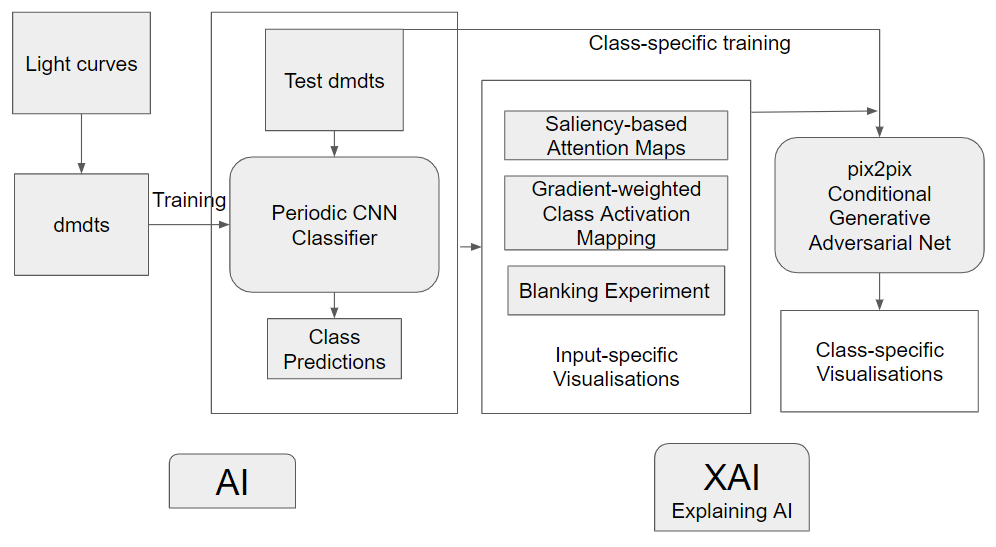 Light curves
Test dmdts
Class-specific training
dmdts
Training
Periodic CNN
Classifier
Class
Predictions
Saliency-based
Attention Maps
Gradient-weighted
Class Activation
Mapping
Blanking Experiment
Input-specific
Visualisations
pix2pix
Conditional
Generative
Adversarial Net
Class-specific
Visualisations
AI
XAI
Explaining AI